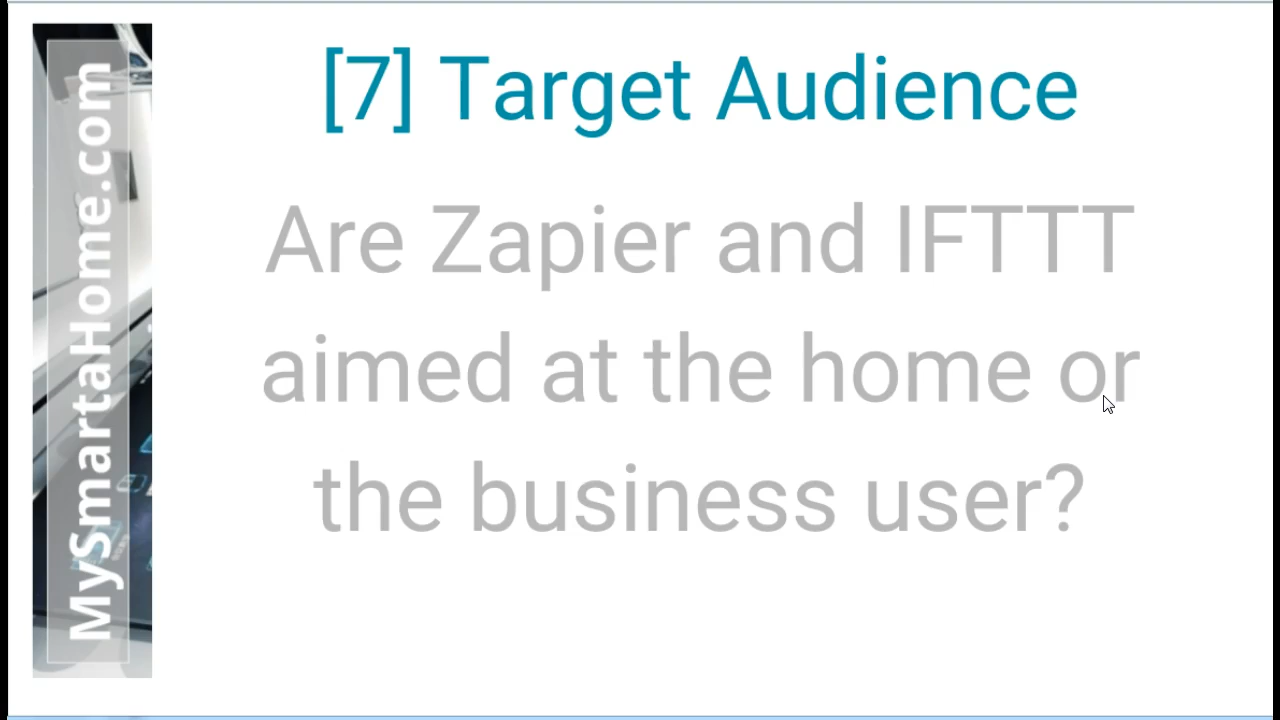 MySmartaHome.com
[7] Target Audience
Are Zapier and IFTTT
aimed at the home or
the business user?